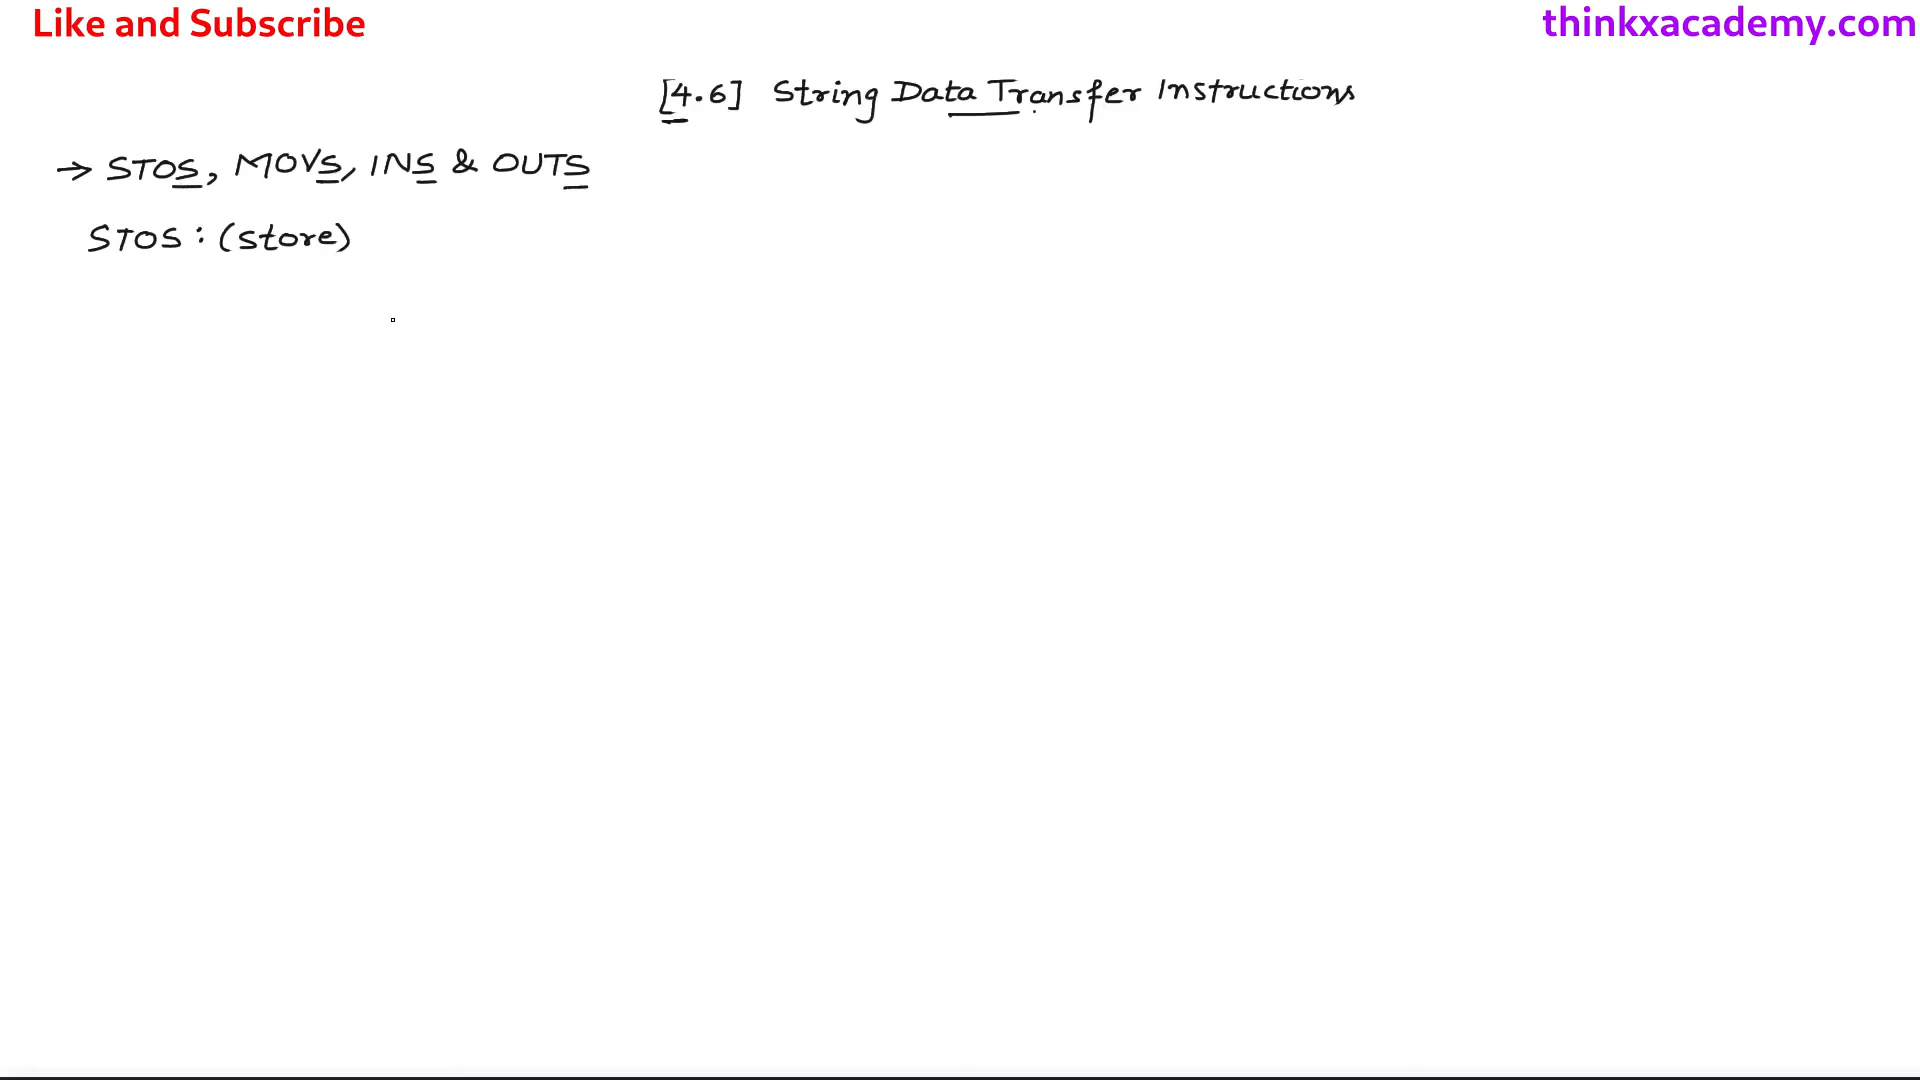 Like and Subscribe
thinkxacademy.com
[4.6] String Data Transfer Instructions
→ STOS, MOVS, INS & OUTS
STOS : (store)